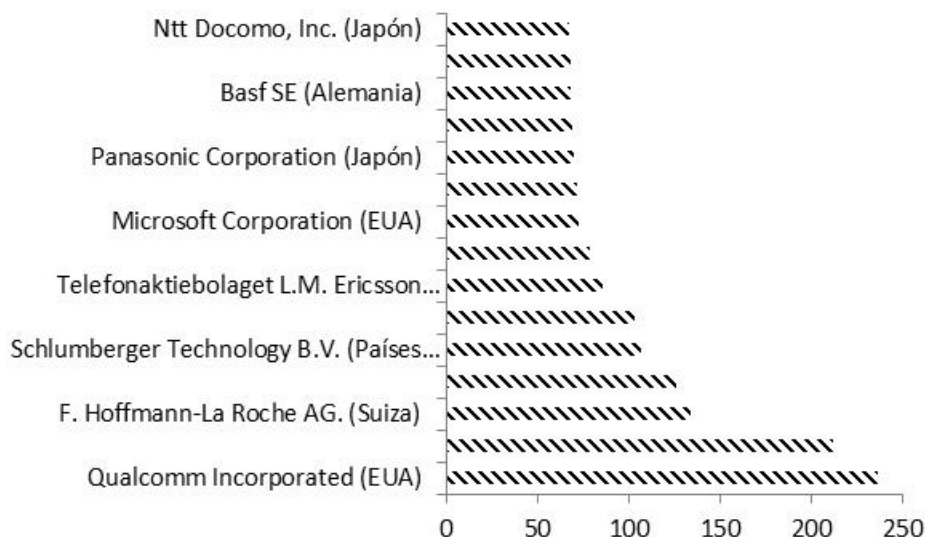 Ntt Docomo, Inc. (Japón)
Basf SE (Alemania)
Panasonic Corporation (Japón)
Microsoft Corporation (EUA)
Telefonaktiebolaget L.M. Ericsson...
Schlumberger Technology B.V. (Países...
F. Hoffmann-La Roche AG. (Suiza)
Qualcomm Incorporated (EUA)
0 50 100 150 200 250